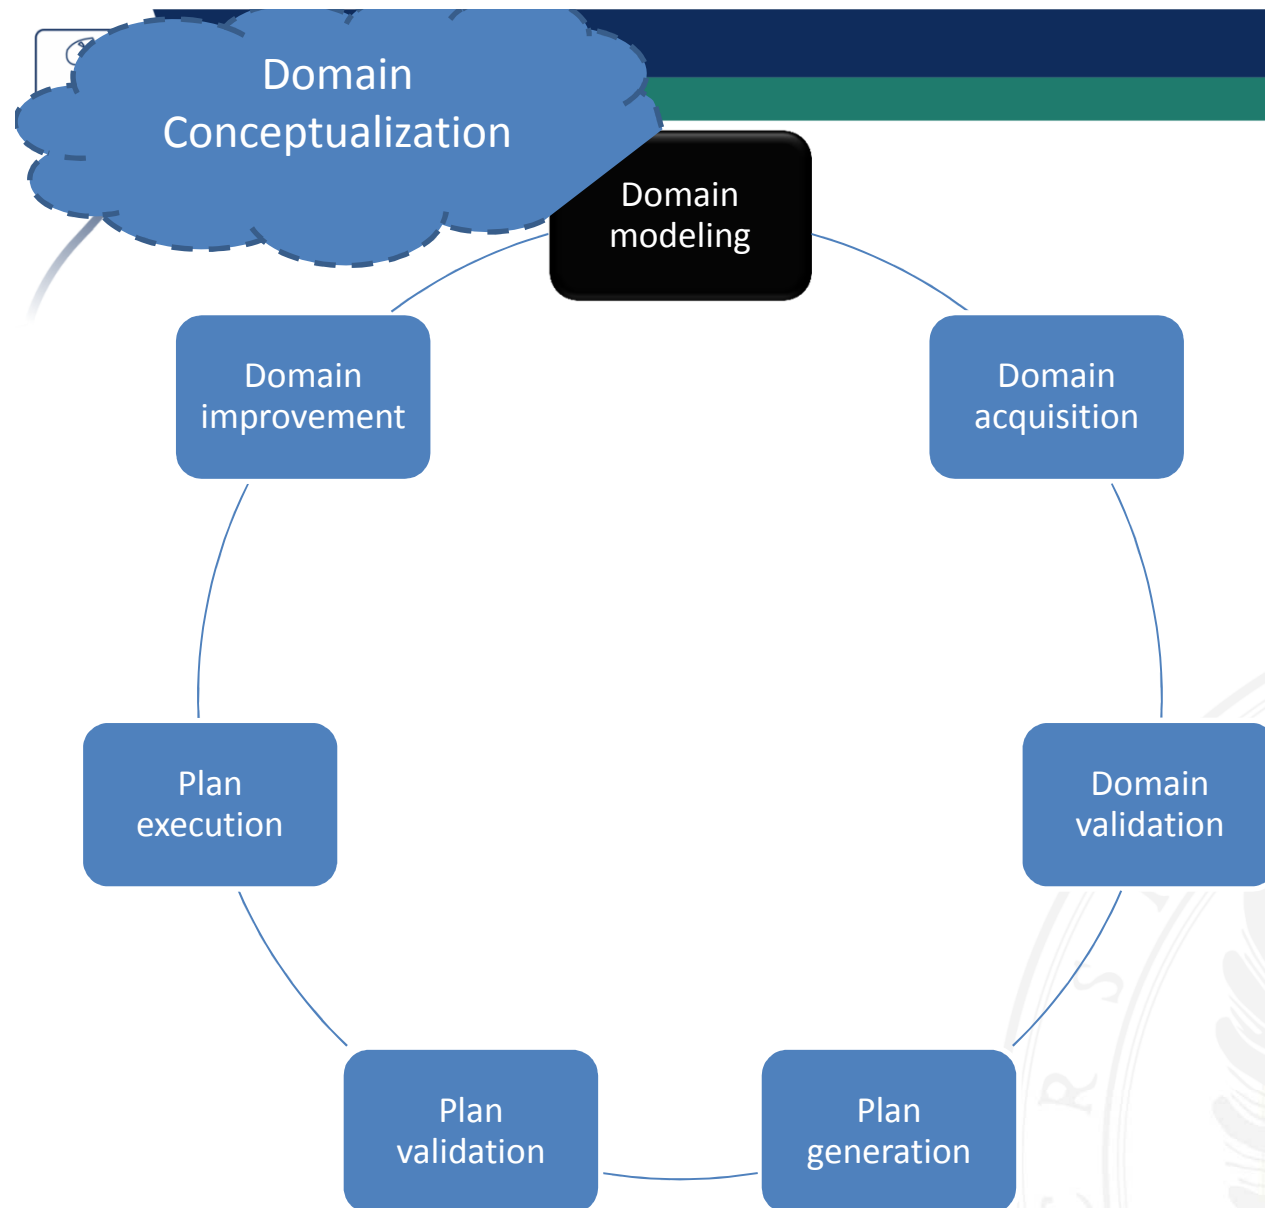 Domain
Conceptualization
Domain
modeling
Domain
improvement
Domain
acquisition
Plan
execution
Domain
validation
Plan
validation
Plan
generation